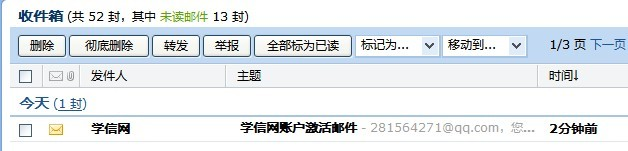 收件箱 (共 52 封，其中 未读邮件 13 封)
删除 彻底删除 转发 举报 全部标为已读 标记为... 移动到... 1/3 页 下一页
发件人 主题 时间↓
今天 (1 封)
学信网 学信网账户激活邮件 - 281564271@qq.com，您... 2分钟前